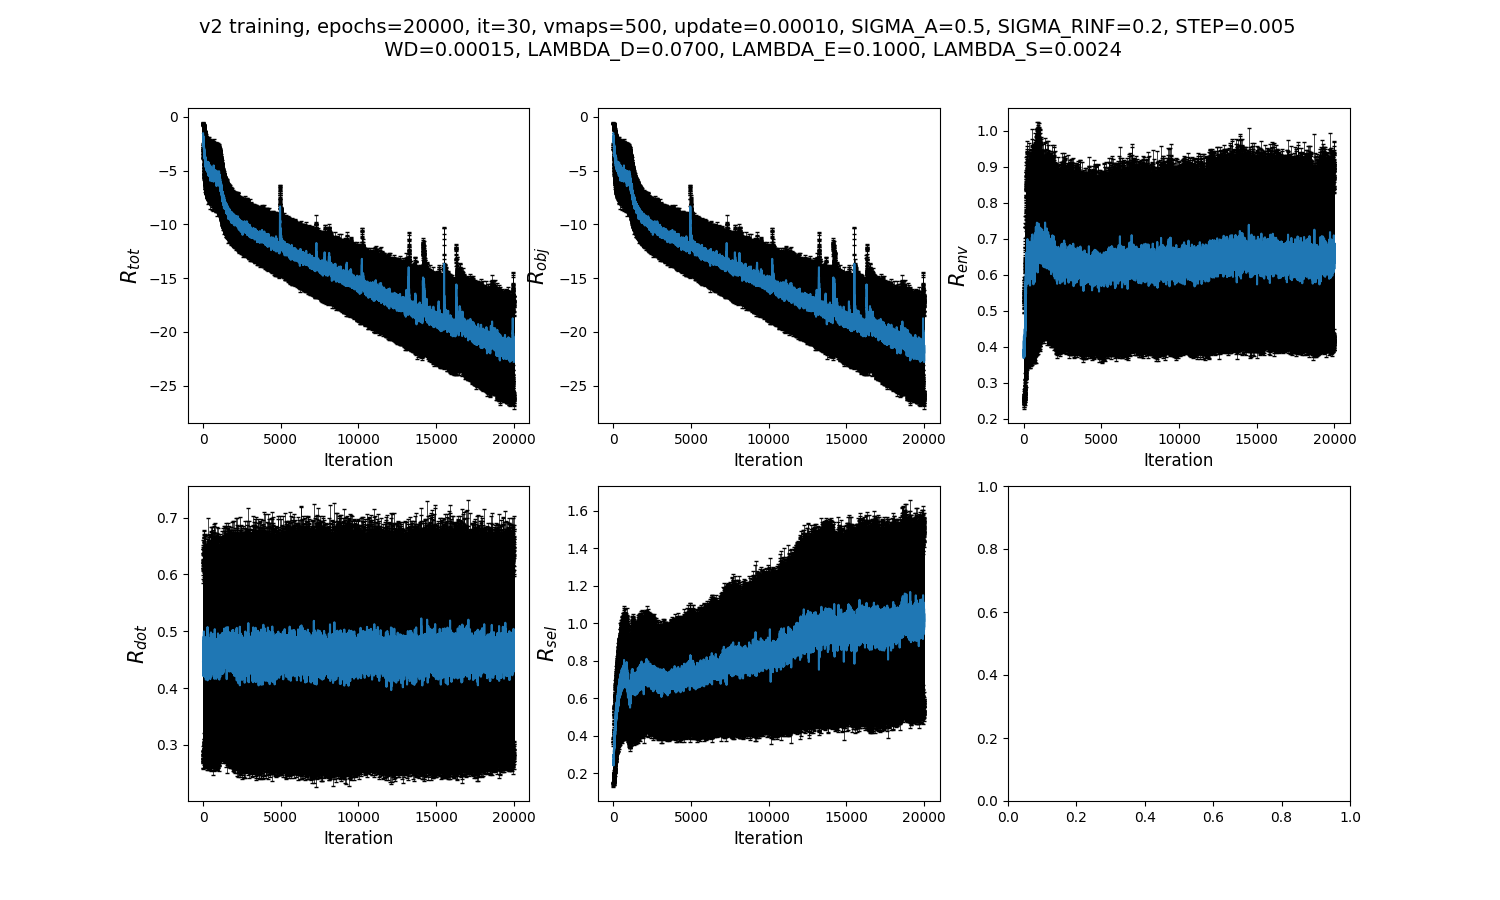 v2 training, epochs=20000, it=30, vmaps=500, update=0.00010, SIGMA_A=0.5, SIGMA_RINF=0.2, STEP=0.005
WD=0.00015, LAMBDA_D=0.0700, LAMBDA_E=0.1000, LAMBDA_S=0.0024
R_tot
0
−5
−10
−15
−20
−25
0 5000 10000 15000 20000
Iteration
R_obj
0
−5
−10
−15
−20
−25
0 5000 10000 15000 20000
Iteration
R_env
1.0
0.9
0.8
0.7
0.6
0.5
0.4
0.3
0.2
0 5000 10000 15000 20000
Iteration
R_dot
0.7
0.6
0.5
0.4
0.3
0 5000 10000 15000 20000
Iteration
R_sel
1.6
1.4
1.2
1.0
0.8
0.6
0.4
0.2
0 5000 10000 15000 20000
Iteration
1.0
0.8
0.6
0.4
0.2
0.0
0.0 0.2 0.4 0.6 0.8 1.0